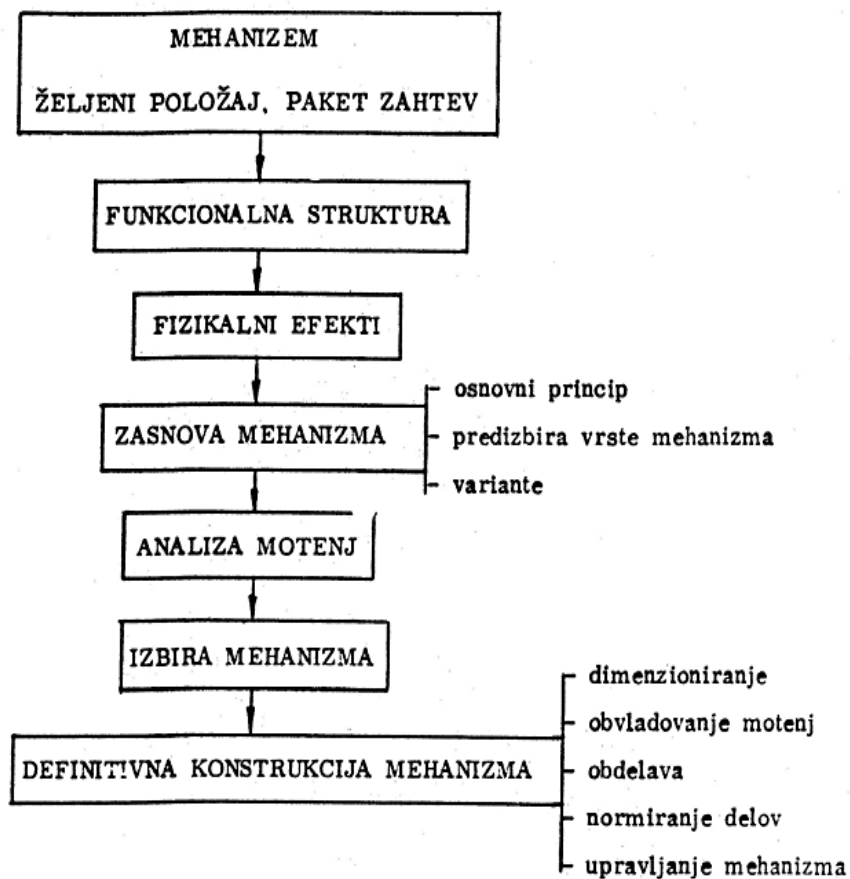 MEHANIZEM
ŽELJENI POLOŽAJ, PAKET ZAHTEV
FUNKCIONALNA STRUKTURA
FIZIKALNI EFEKTI
ZASNOVA MEHANIZMA
- osnovni princip
- predizbira vrste mehanizma
- variante
ANALIZA MOTENJ
IZBIRA MEHANIZMA
DEFINITIVNA KONSTRUKCIJA MEHANIZMA
- dimenzioniranje
- obvladovanje motenj
- obdelava
- normiranje delov
- upravljanje mehanizma